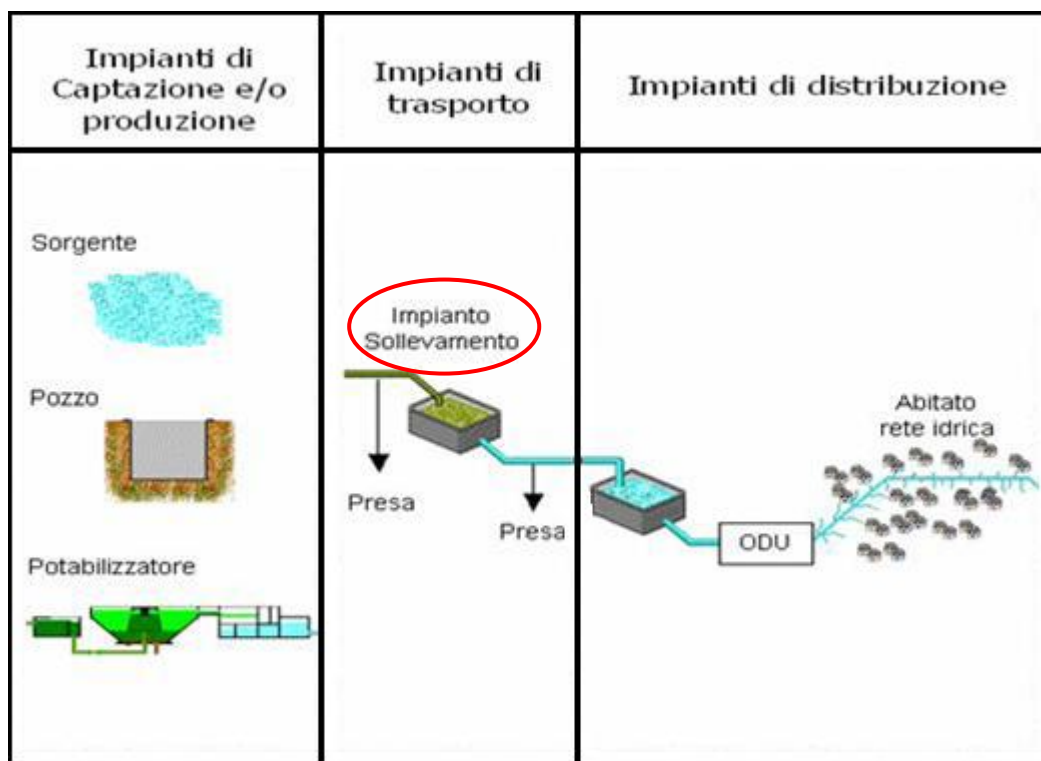 Impianti di
Captazione e/o
produzione
Impianti di
trasporto
Impianti di distribuzione
Sorgente
Pozzo
Potabilizzatore
Impianto
Sollevamento
Presa
Presa
ODU
Abitato
rete idrica